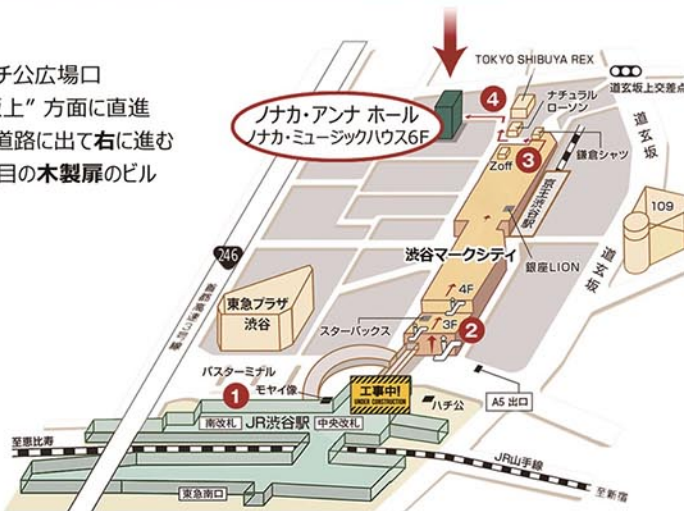 チ公広場口
坂上”方面に直進
道路に出て右に進む
目の木製扉のビル
ノナカ・アンナ ホール
ノナカ・ミュージックハウス6F
TOKYO SHIBUYA REX
道玄坂上交差点
4
ナチュラル
ローソン
道玄坂
Zoff
3
鎌倉シャツ
京王渋谷駅
109
246
渋谷マークシティ
銀座LION
道玄坂
首都高速3号線
東急プラザ
渋谷
4F
スターバックス
3F
2
バスターミナル
1
モヤイ像
工事中!
UNDER CONSTRUCTION
ハチ公
A5 出口
南改札
JR渋谷駅
中央改札
至恵比寿
JR山手線
東急南口
至新宿